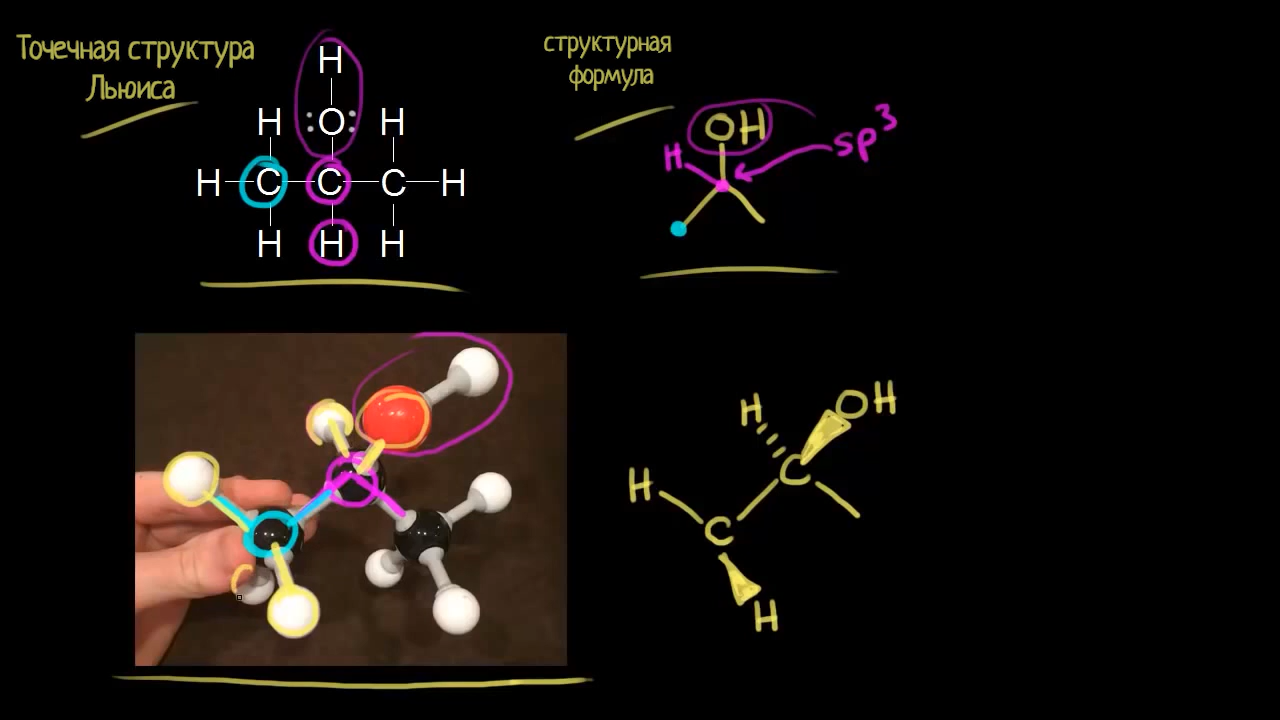 Точечная структура
Льюиса
структурная
формула
H
H :O: H
H C C C H
H H H
OH
H
sp³
H OH
H C
C
H